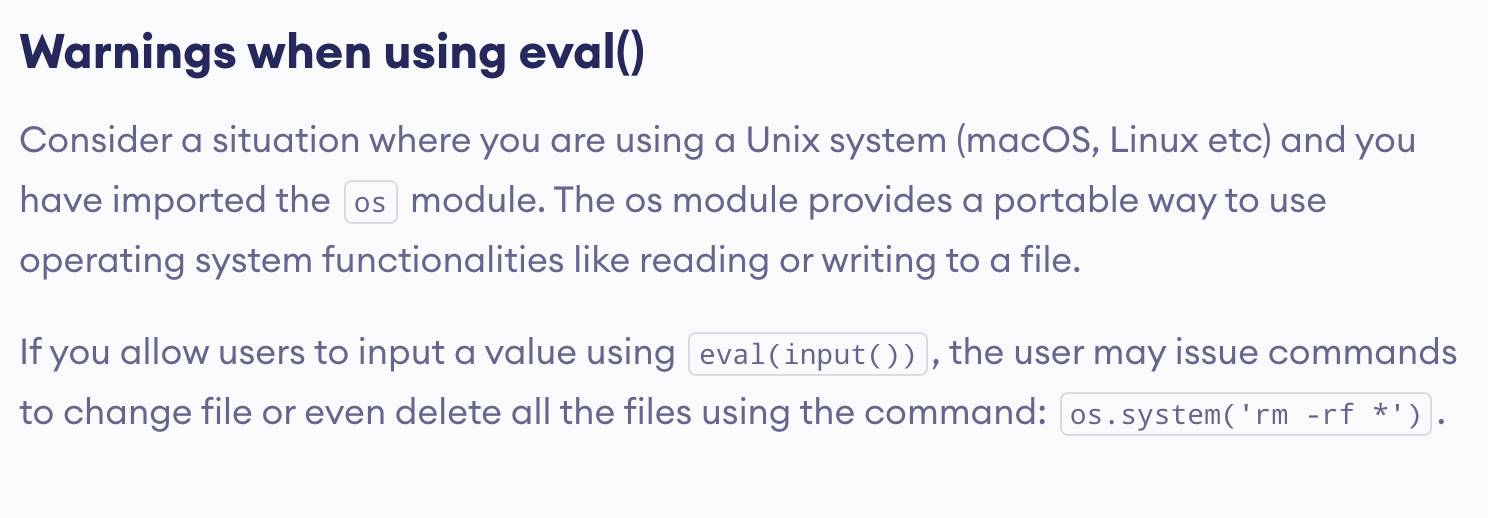 Warnings when using eval()
Consider a situation where you are using a Unix system (macOS, Linux etc) and you
have imported the os module. The os module provides a portable way to use
operating system functionalities like reading or writing to a file.
If you allow users to input a value using eval(input()), the user may issue commands
to change file or even delete all the files using the command: os.system('rm -rf *').